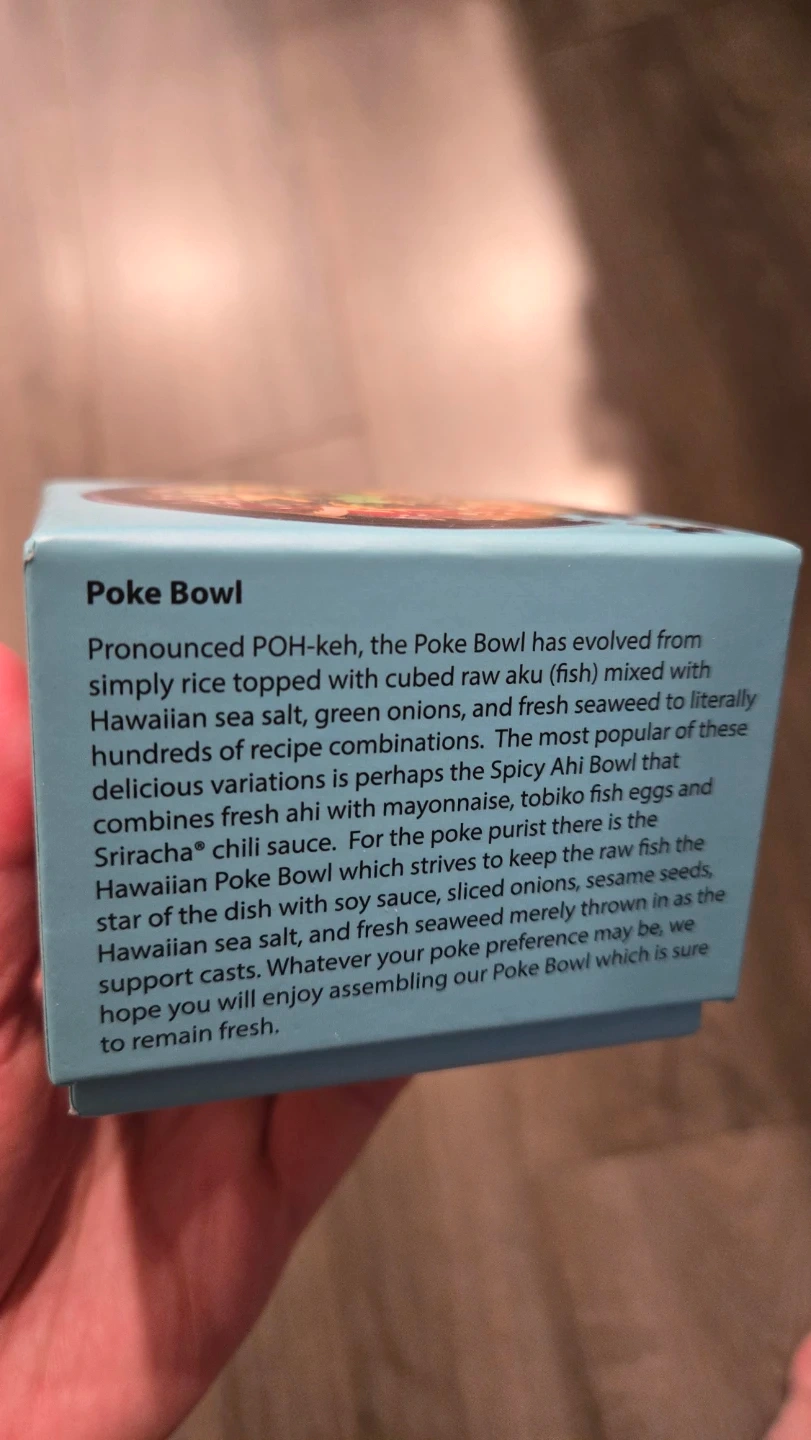 Poke Bowl
Pronounced POH-keh, the Poke Bowl has evolved from
simply rice topped with cubed raw aku (fish) mixed with
Hawaiian sea salt, green onions, and fresh seaweed to literally
hundreds of recipe combinations. The most popular of these
delicious variations is perhaps the Spicy Ahi Bowl that
combines fresh ahi with mayonnaise, tobiko fish eggs and
Sriracha® chili sauce. For the poke purist there is the
Hawaiian Poke Bowl which strives to keep the raw fish the
star of the dish with soy sauce, sliced onions, sesame seeds,
Hawaiian sea salt, and fresh seaweed merely thrown in as the
support casts. Whatever your poke preference may be, we
hope you will enjoy assembling our Poke Bowl which is sure
to remain fresh.